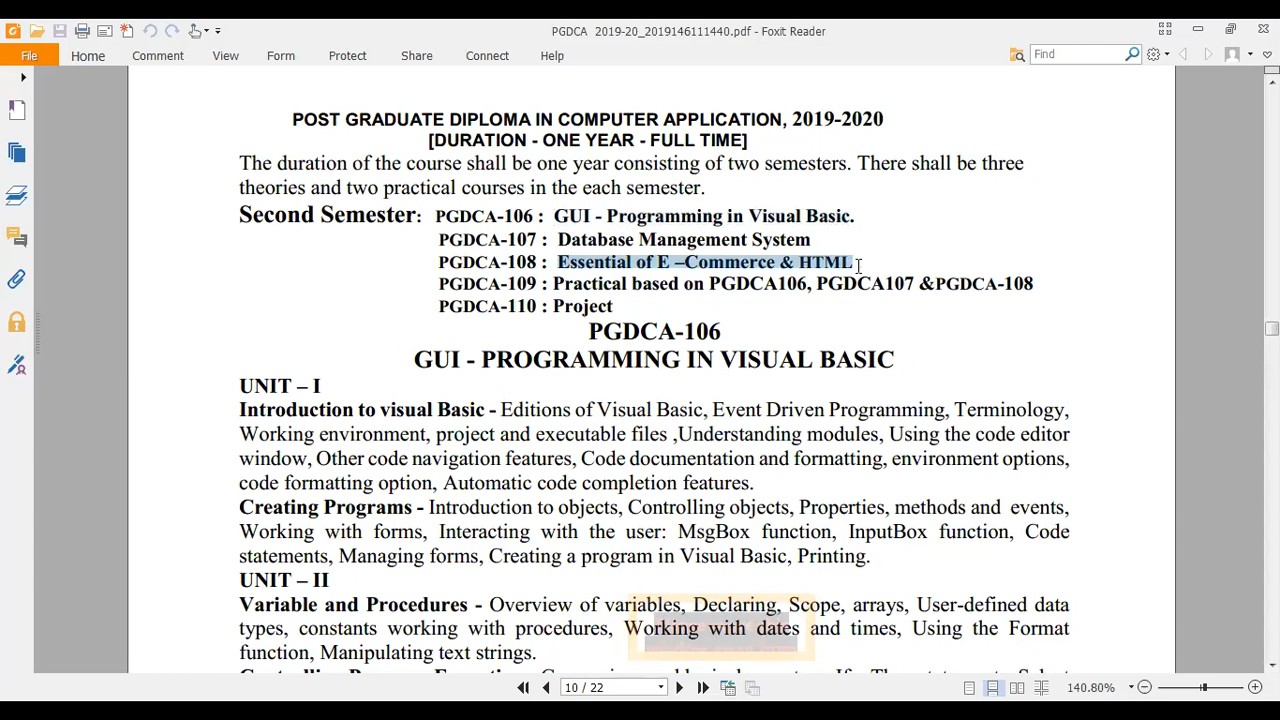 PGDCA 2019-20_2019146111440.pdf - Foxit Reader
File Home Comment View Form Protect Share Connect Help
Find
POST GRADUATE DIPLOMA IN COMPUTER APPLICATION, 2019-2020
[DURATION - ONE YEAR - FULL TIME]
The duration of the course shall be one year consisting of two semesters. There shall be three
theories and two practical courses in the each semester.
Second Semester: PGDCA-106 : GUI - Programming in Visual Basic.
PGDCA-107 : Database Management System
PGDCA-108 : Essential of E –Commerce & HTML
PGDCA-109 : Practical based on PGDCA106, PGDCA107 &PGDCA-108
PGDCA-110 : Project
PGDCA-106
GUI - PROGRAMMING IN VISUAL BASIC
UNIT – I
Introduction to visual Basic - Editions of Visual Basic, Event Driven Programming, Terminology,
Working environment, project and executable files ,Understanding modules, Using the code editor
window, Other code navigation features, Code documentation and formatting, environment options,
code formatting option, Automatic code completion features.
Creating Programs - Introduction to objects, Controlling objects, Properties, methods and events,
Working with forms, Interacting with the user: MsgBox function, InputBox function, Code
statements, Managing forms, Creating a program in Visual Basic, Printing.
UNIT – II
Variable and Procedures - Overview of variables, Declaring, Scope, arrays, User-defined data
types, constants working with procedures, Working with dates and times, Using the Format
function, Manipulating text strings.
10 / 22
140.80%